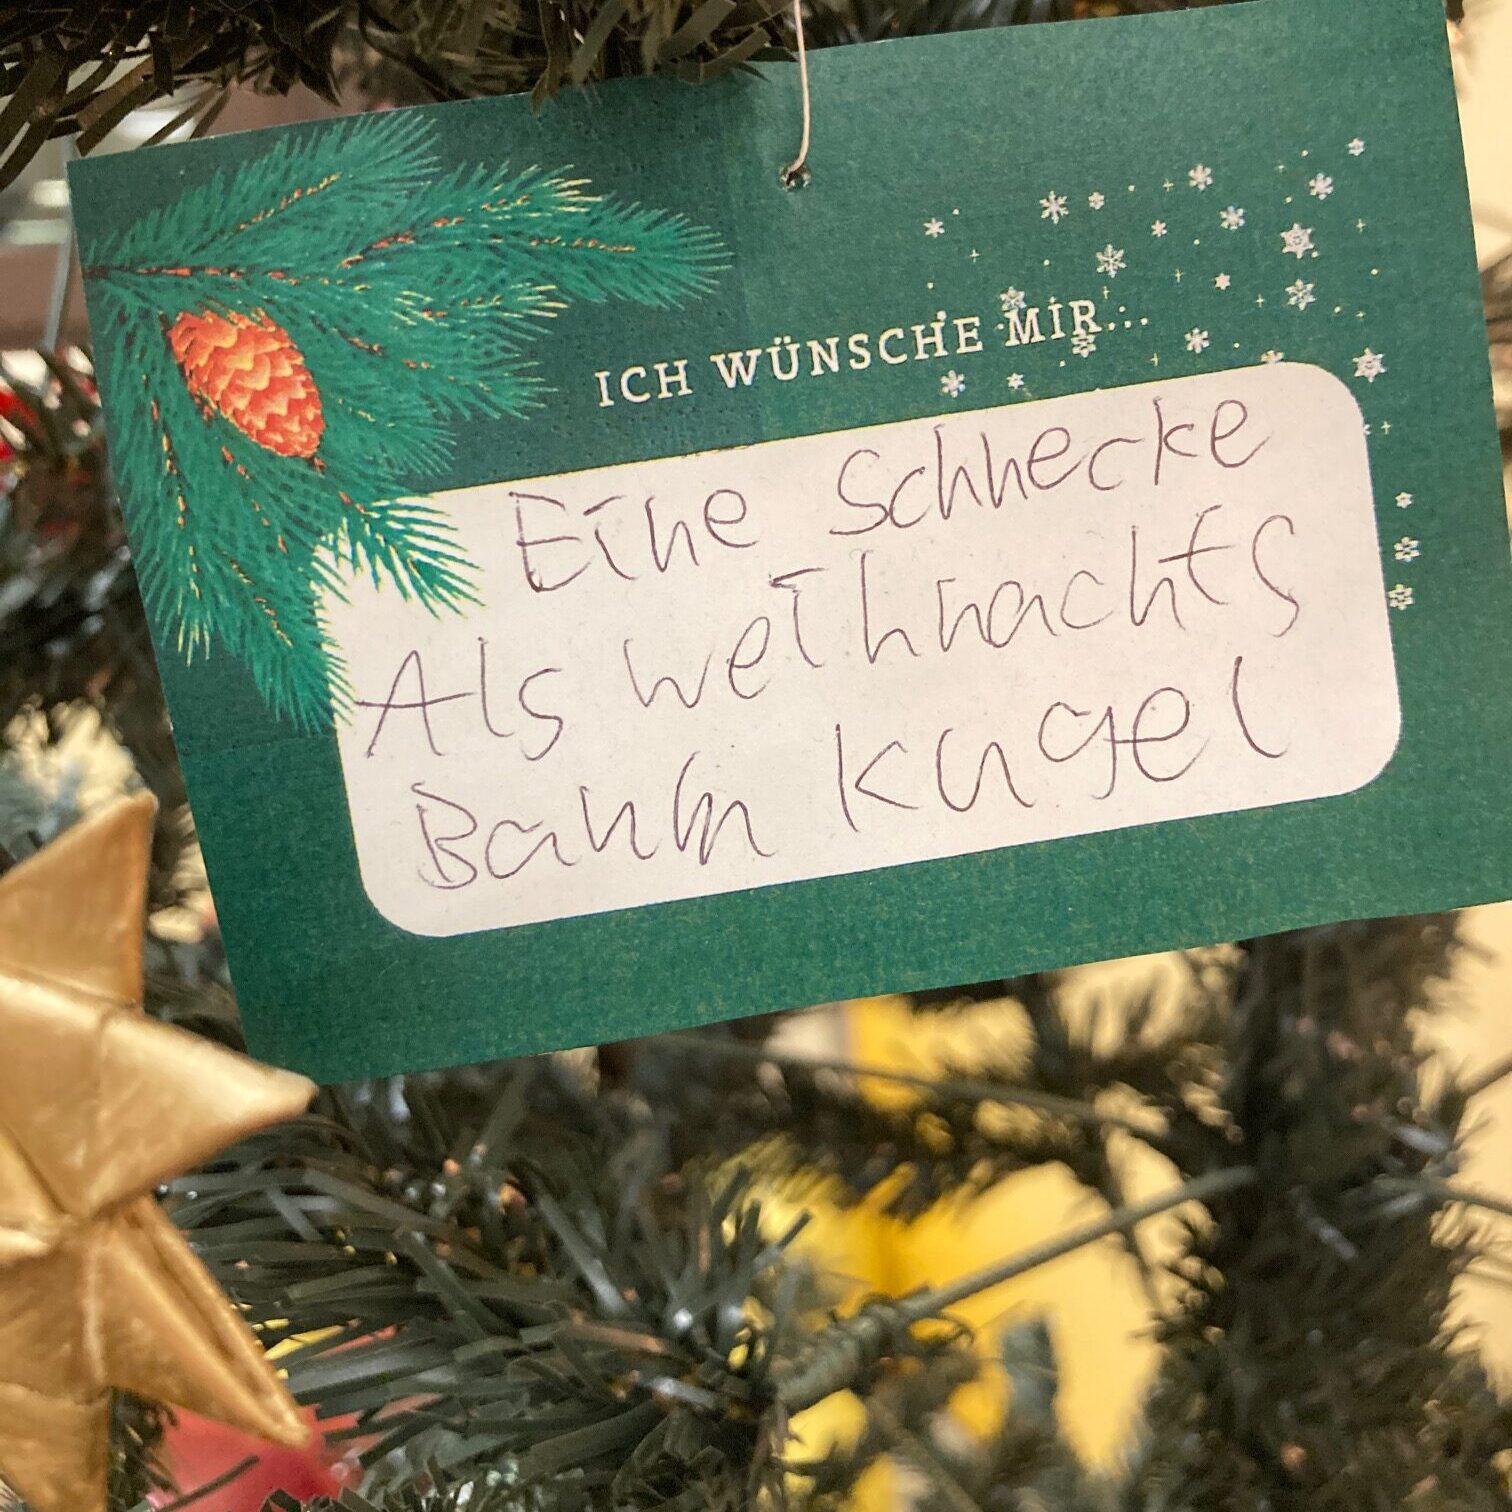 ICH WÜNSCHE MIR...
Eine Schnecke
Als weihnachts
Baum Kugel